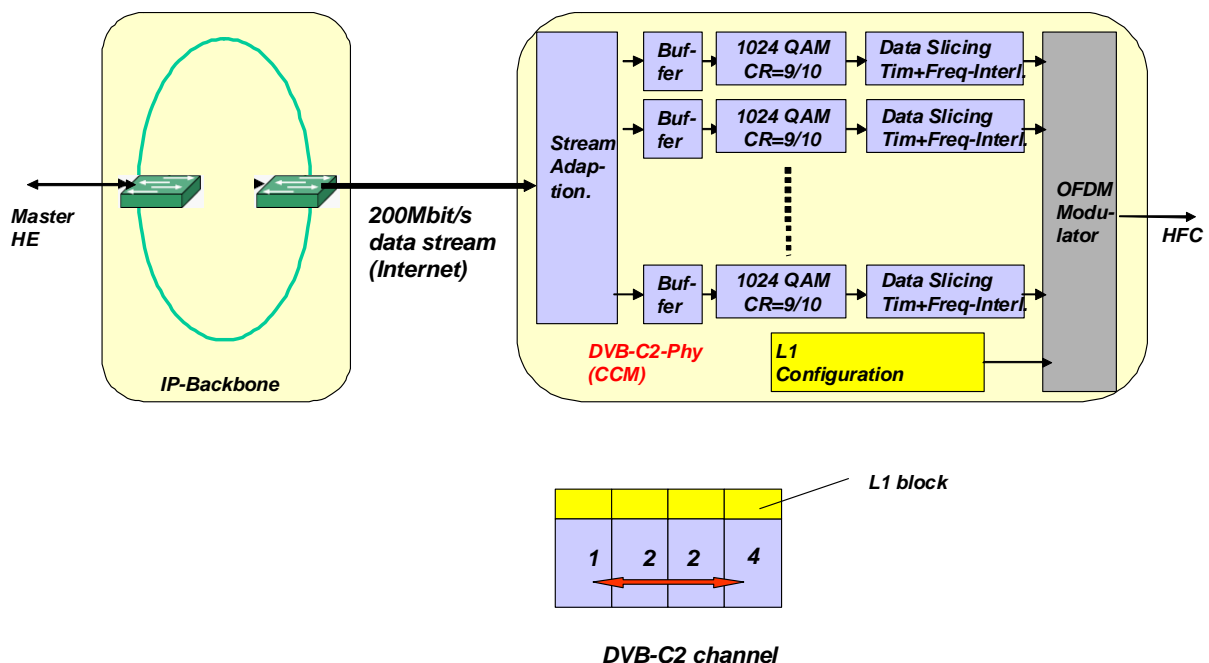 Master
HE
IP-Backbone
200Mbit/s
data stream
(Internet)
Stream
Adap-
tion.
Buf-
fer
1024 QAM
CR=9/10
Data Slicing
Tim+Freq-Interl.
Buf-
fer
1024 QAM
CR=9/10
Data Slicing
Tim+Freq-Interl.
Buf-
fer
1024 QAM
CR=9/10
Data Slicing
Tim+Freq-Interl.
DVB-C2-Phy
(CCM)
L1
Configuration
OFDM
Modu-
lator
HFC
L1 block
1 2 2 4
DVB-C2 channel